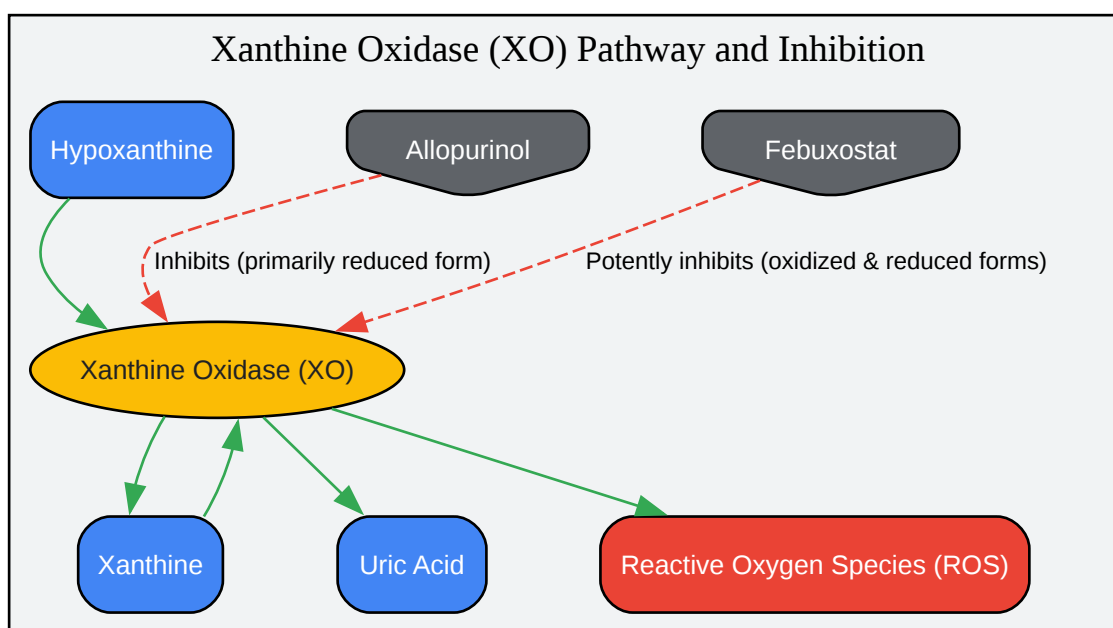 Xanthine Oxidase (XO) Pathway and Inhibition
Hypoxanthine
Allopurinol
Febuxostat
Inhibits (primarily reduced form)
Potently inhibits (oxidized & reduced forms)
Xanthine Oxidase (XO)
Xanthine
Uric Acid
Reactive Oxygen Species (ROS)